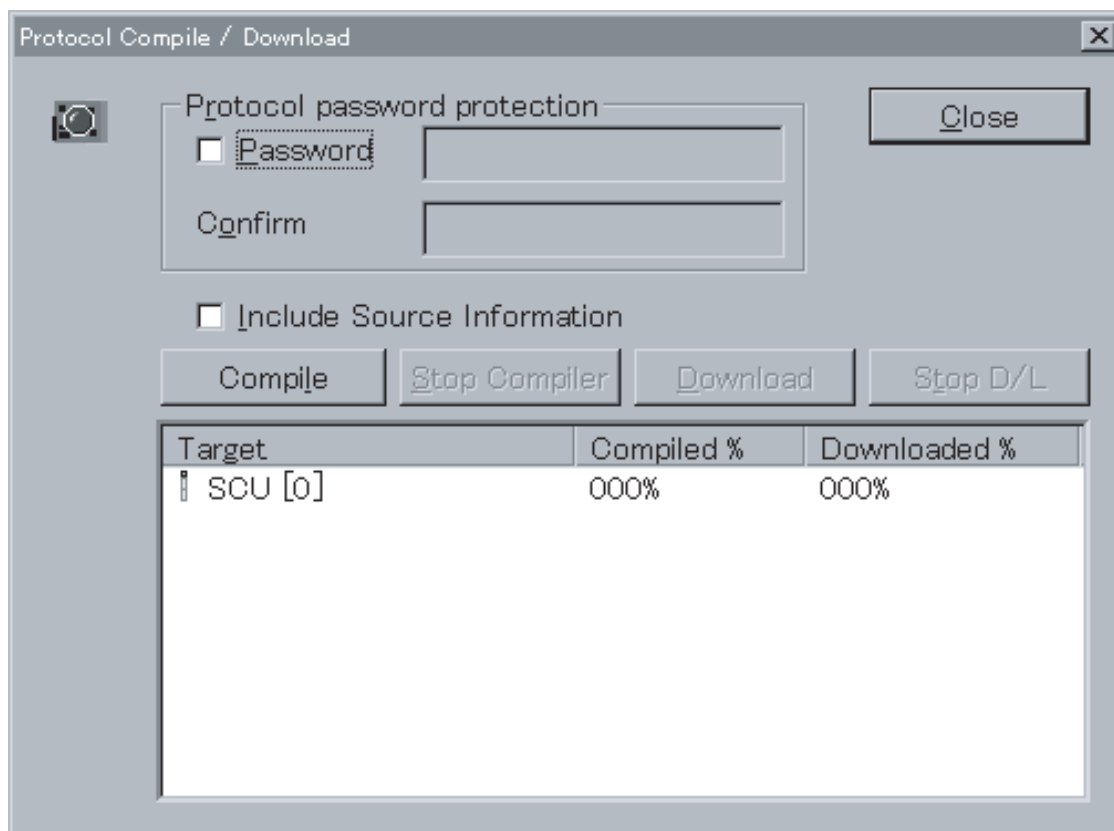 Protocol Compile / Download
Protocol password protection
Close
Password
Confirm
Include Source Information
Compile Stop Compiler Download Stop D/L
Target Compiled % Downloaded %
SCU [0] 000% 000%